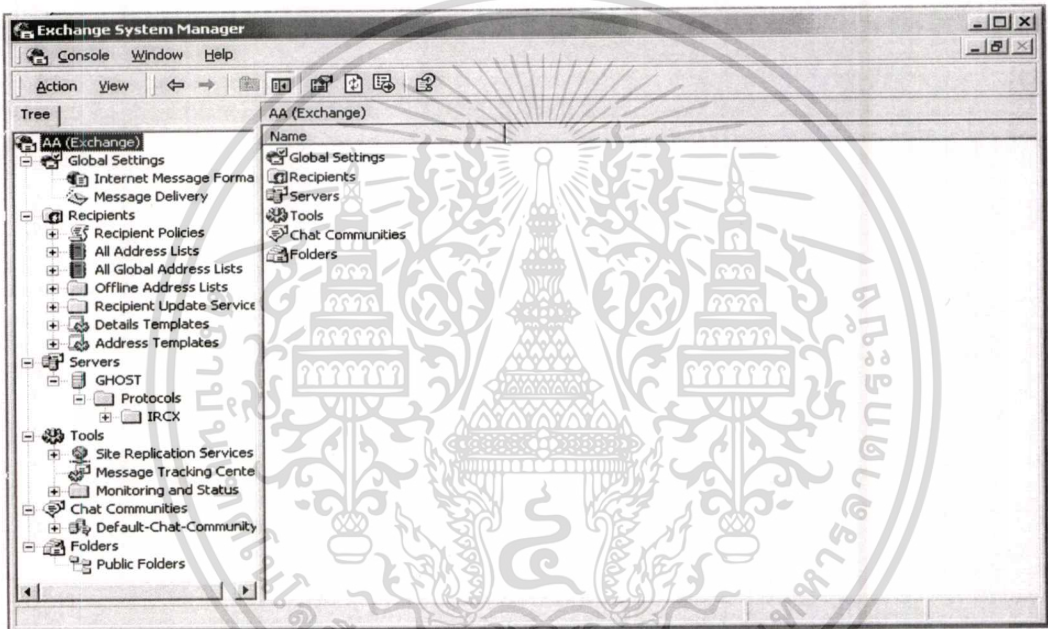 Exchange System Manager
Console Window Help
Action View
Tree
AA (Exchange)
AA (Exchange)
Global Settings
Internet Message Forma
Message Delivery
Recipients
Recipient Policies
All Address Lists
All Global Address Lists
Offline Address Lists
Recipient Update Service
Details Templates
Address Templates
Servers
GHOST
Protocols
IRCX
Tools
Site Replication Services
Message Tracking Cente
Monitoring and Status
Chat Communities
Default-Chat-Community
Folders
Public Folders
Name
Global Settings
Recipients
Servers
Tools
Chat Communities
Folders